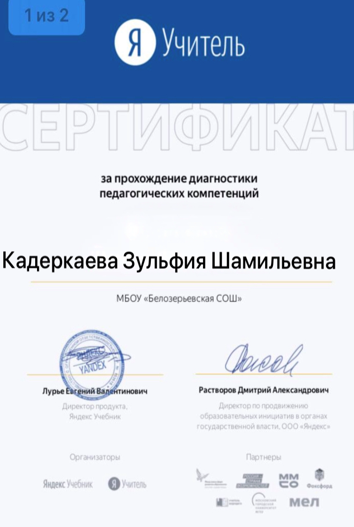 1 из 2
Я Учитель
СЕРТИФИКАТ
за прохождение диагностики
педагогических компетенций
Кадеркаева Зульфия Шамильевна
МБОУ «Белозерьевская СОШ»
YANDEX
Лурье Евгений Валентинович
Директор продукта,
Яндекс Учебник
Растворов Дмитрий Александрович
Директор по продвижению
образовательных инициатив в органах
государственной власти, ООО «Яндекс»
Организаторы
Партнеры
Яндекс Учебник
Я Учитель
ММ
СО
Фоксфорд
мел